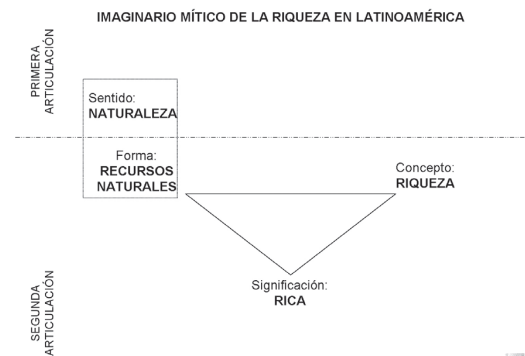 IMAGINARIO MÍTICO DE LA RIQUEZA EN LATINOAMÉRICA
PRIMERA
ARTICULACIÓN
Sentido:
NATURALEZA
Forma:
RECURSOS
NATURALES
Concepto:
RIQUEZA
Significación:
RICA
SEGUNDA
ARTICULACIÓN